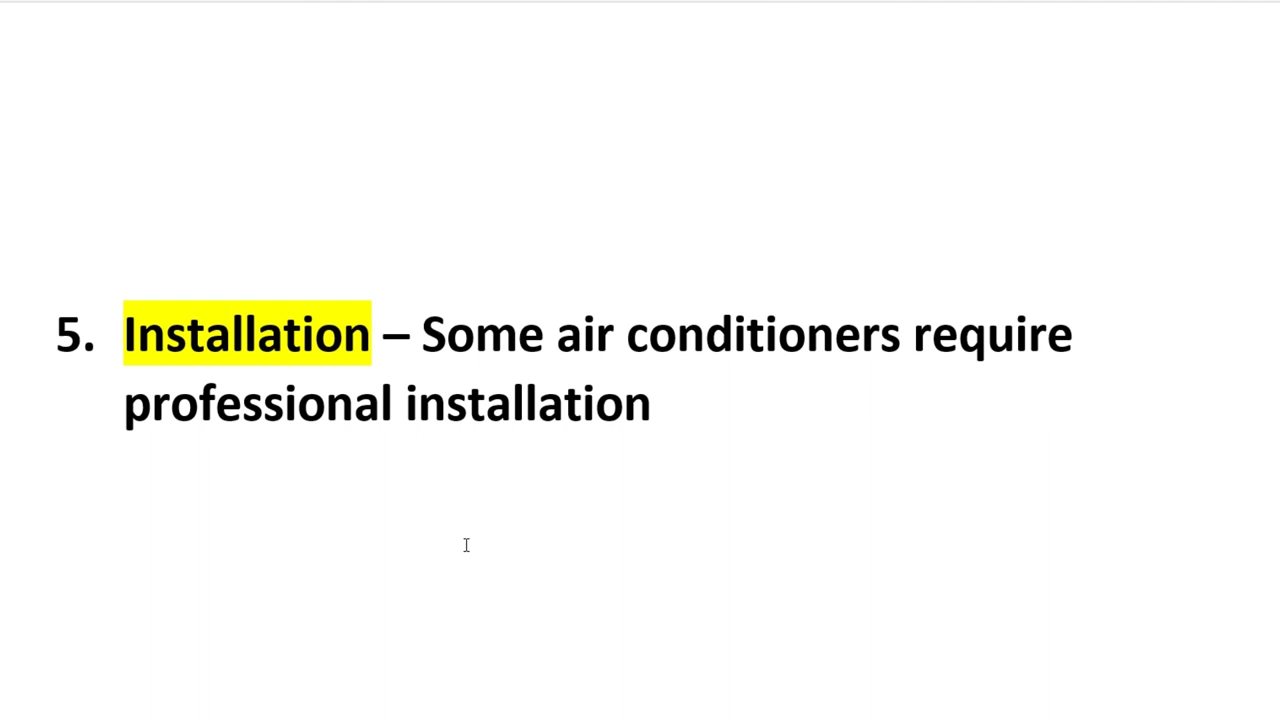 5. Installation – Some air conditioners require
professional installation